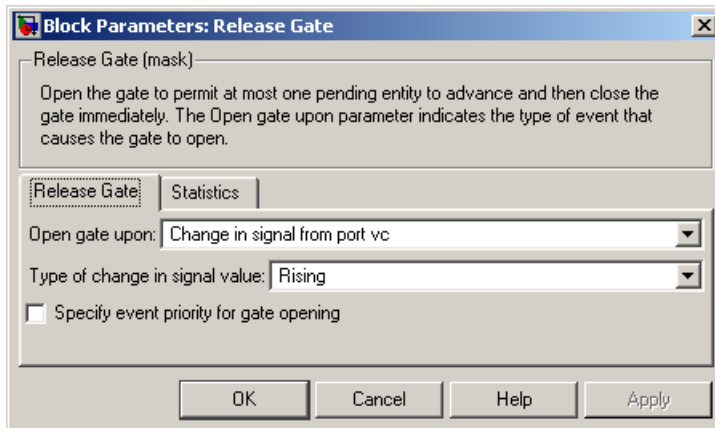 Block Parameters: Release Gate
Release Gate (mask)
Open the gate to permit at most one pending entity to advance and then close the
gate immediately. The Open gate upon parameter indicates the type of event that
causes the gate to open.
Release Gate Statistics
Open gate upon: Change in signal from port vc
Type of change in signal value: Rising
Specify event priority for gate opening
OK Cancel Help Apply